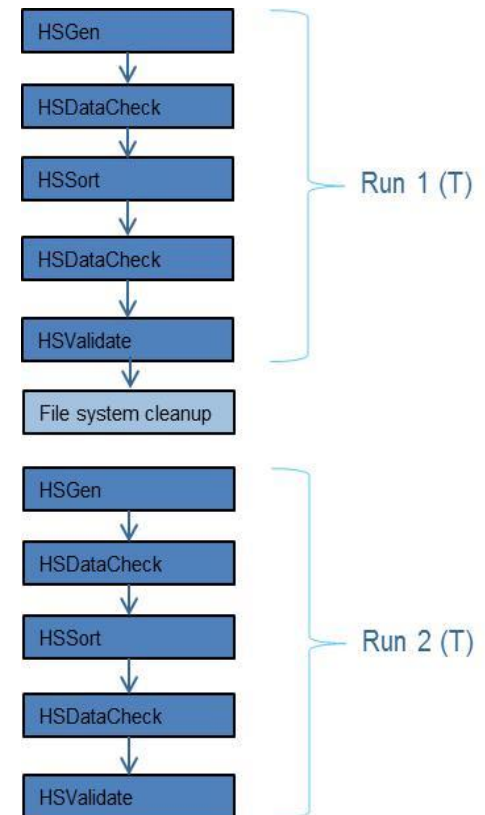 HSGen
HSDataCheck
HSSort
HSDataCheck
HSValidate
Run 1 (T)
File system cleanup
HSGen
HSDataCheck
HSSort
HSDataCheck
HSValidate
Run 2 (T)